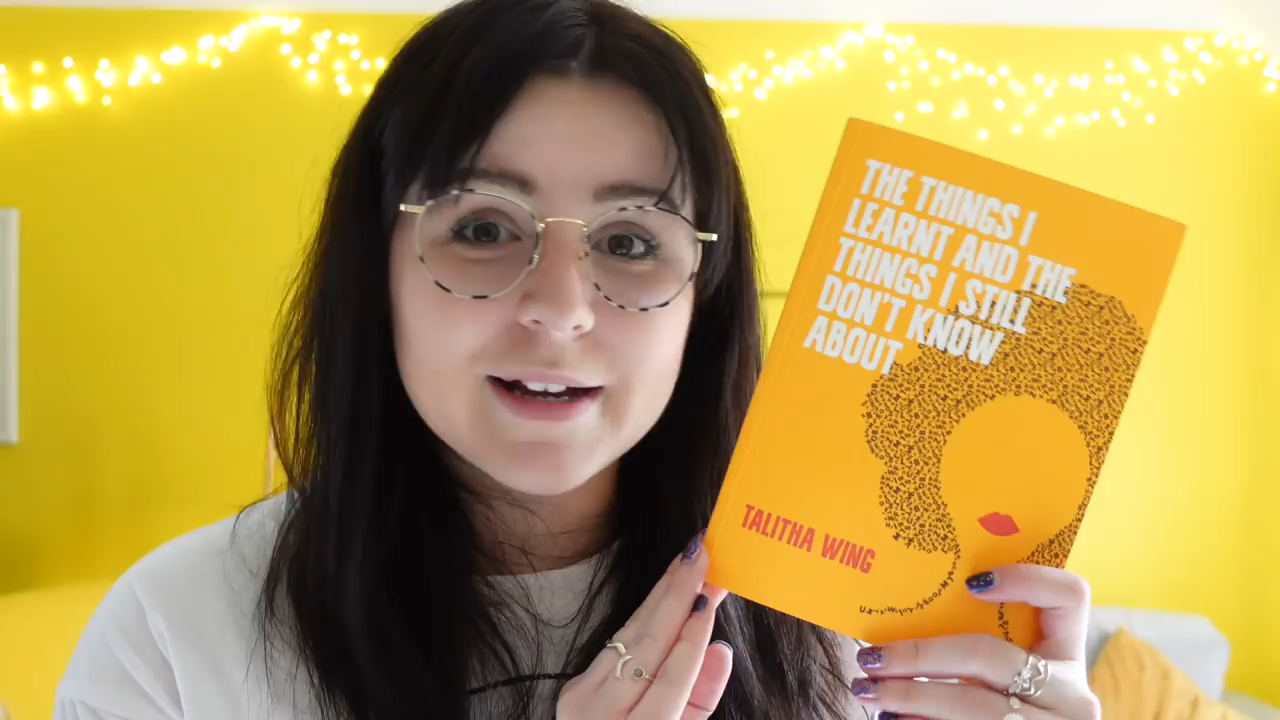 THE THINGS I
LEARNT AND THE
THINGS I STILL
DON'T KNOW
ABOUT
TALITHA WING